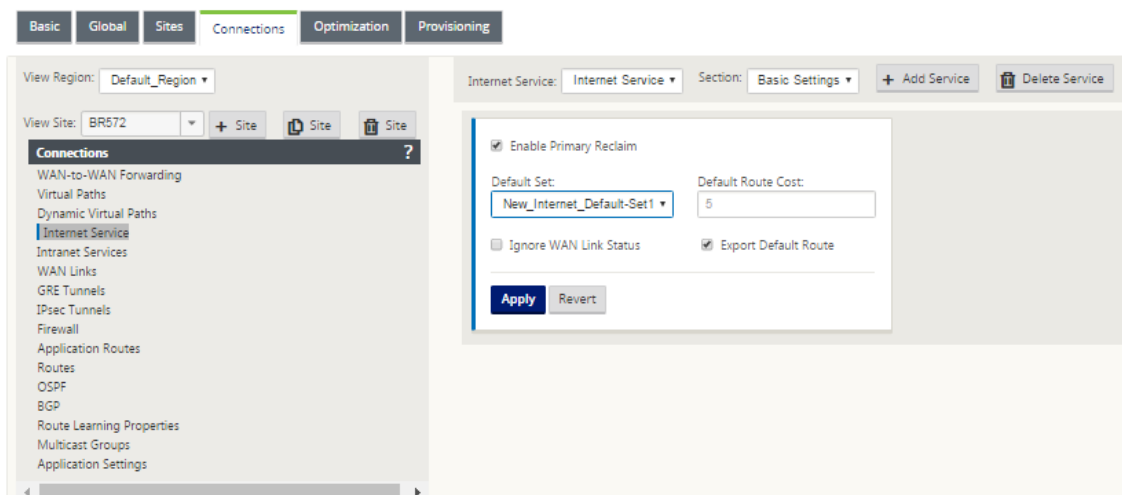 Basic Global Sites Connections Optimization Provisioning
View Region: Default_Region
View Site: BR572 + Site Site Site
Connections ?
WAN-to-WAN Forwarding
Virtual Paths
Dynamic Virtual Paths
Internet Service
Intranet Services
WAN Links
GRE Tunnels
IPsec Tunnels
Firewall
Application Routes
Routes
OSPF
BGP
Route Learning Properties
Multicast Groups
Application Settings
Internet Service: Internet Service Section: Basic Settings + Add Service Delete Service
Enable Primary Reclaim
Default Set: Default Route Cost:
New_Internet_Default-Set1 5
Ignore WAN Link Status Export Default Route
Apply Revert